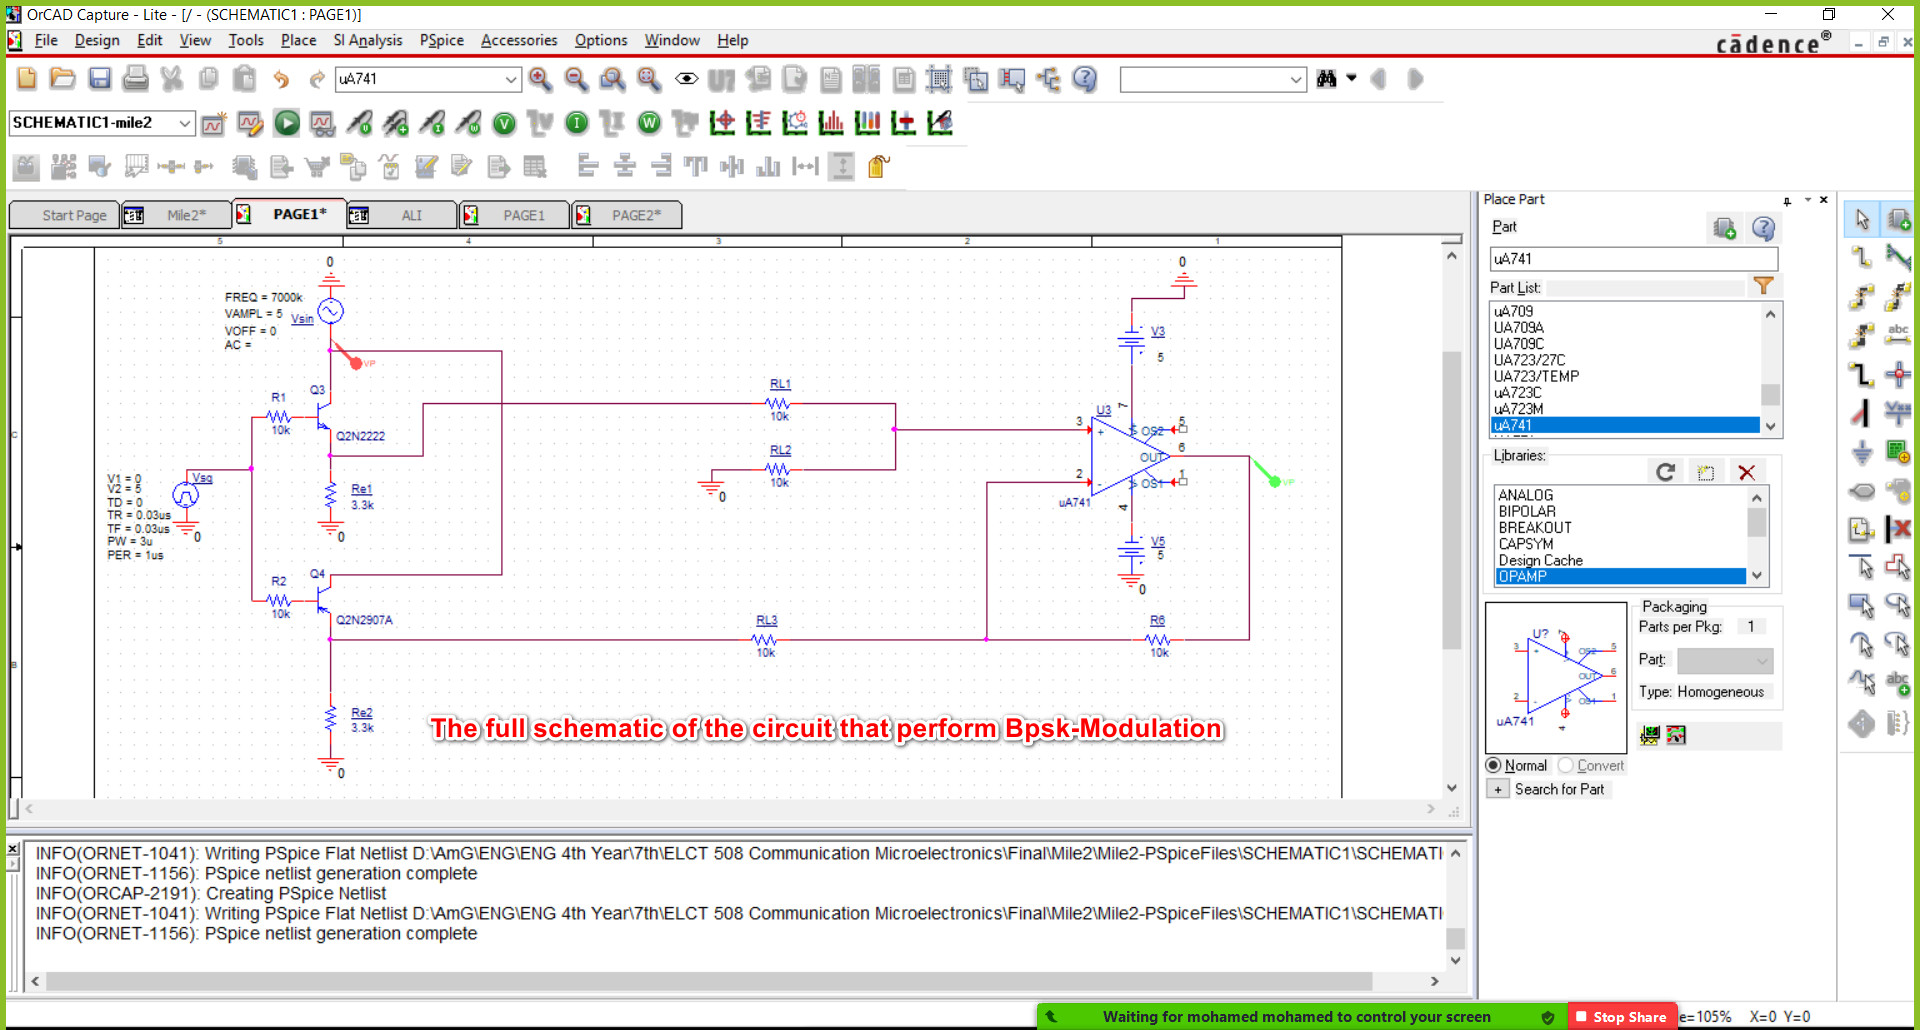 OrCAD Capture - Lite - [/ - (SCHEMATIC1 : PAGE1)]
File Design Edit View Tools Place SI Analysis PSpice Accessories Options Window Help
cādence®
uA741
SCHEMATIC1-mile2
Start Page Mile2* PAGE1* ALI PAGE1 PAGE2*
5 4 3 2 1
0
FREQ = 7000k
VAMPL = 5
VOFF = 0
AC =
Vsin
VP
Q3
R1
10k
Q2N2222
Re1
3.3k
0
V1 = 0
V2 = 5
TD = 0
TR = 0.03us
TF = 0.03us
PW = 3u
PER = 1us
Vsq
0
Q4
R2
10k
Q2N2907A
Re2
3.3k
0
RL1
10k
RL2
10k
0
RL3
10k
0
V3
5
U3
3
+
7
OS2
5
OUT
6
2
-
OS1
1
uA741
4
VP
V5
5
0
R6
10k
C
B
The full schematic of the circuit that perform Bpsk-Modulation
Place Part
Part
uA741
Part List:
uA709
UA709A
UA709C
UA723/27C
UA723/TEMP
uA723C
uA723M
uA741
Libraries:
ANALOG
BIPOLAR
BREAKOUT
CAPSYM
Design Cache
OPAMP
U?
3
+
7
OS2
5
OUT
6
2
-
OS1
1
uA741
4
Packaging
Parts per Pkg: 1
Part:
Type: Homogeneous
Normal Convert
+ Search for Part
INFO(ORNET-1041): Writing PSpice Flat Netlist D:\AmG\ENG\ENG 4th Year\7th\ELCT 508 Communication Microelectronics\Final\Mile2\Mile2-PSpiceFiles\SCHEMATIC1\SCHEMATI
INFO(ORNET-1156): PSpice netlist generation complete
INFO(ORCAP-2191): Creating PSpice Netlist
INFO(ORNET-1041): Writing PSpice Flat Netlist D:\AmG\ENG\ENG 4th Year\7th\ELCT 508 Communication Microelectronics\Final\Mile2\Mile2-PSpiceFiles\SCHEMATIC1\SCHEMATI
INFO(ORNET-1156): PSpice netlist generation complete
Waiting for mohamed mohamed to control your screen Stop Share e=105% X=0 Y=0